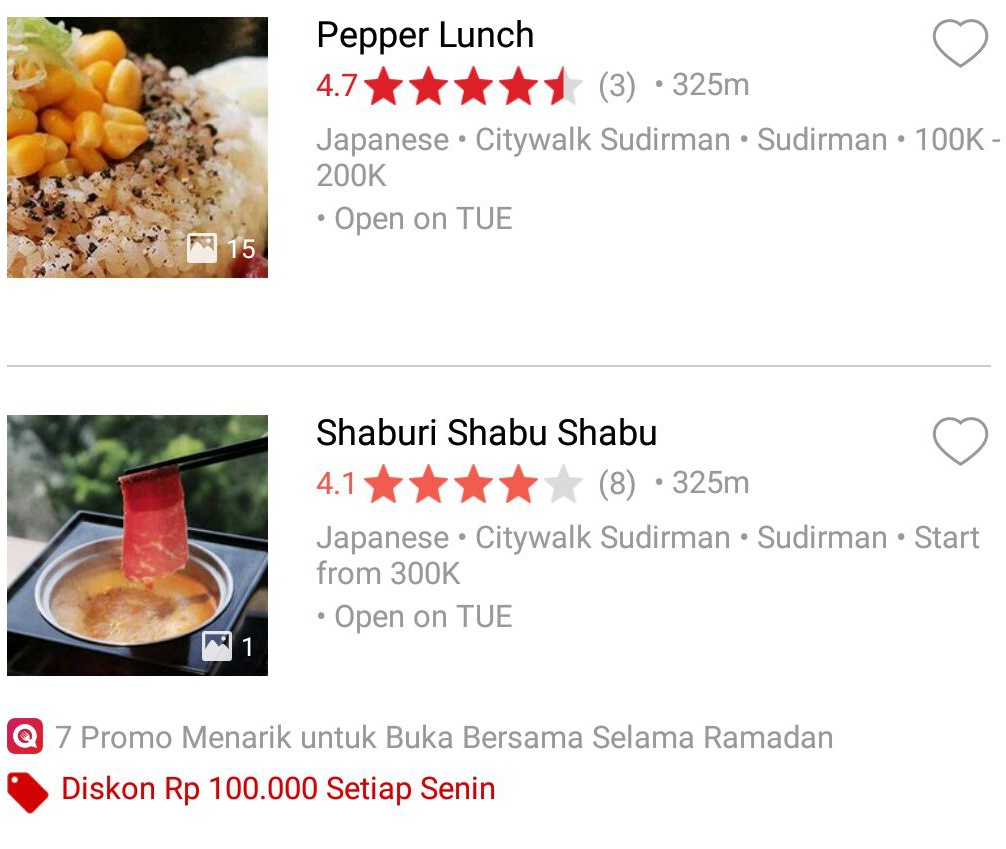 Pepper Lunch
4.7 (3) • 325m
Japanese • Citywalk Sudirman • Sudirman • 100K -
200K
• Open on TUE
15
Shaburi Shabu Shabu
4.1 (8) • 325m
Japanese • Citywalk Sudirman • Sudirman • Start
from 300K
• Open on TUE
1
7 Promo Menarik untuk Buka Bersama Selama Ramadan
Diskon Rp 100.000 Setiap Senin